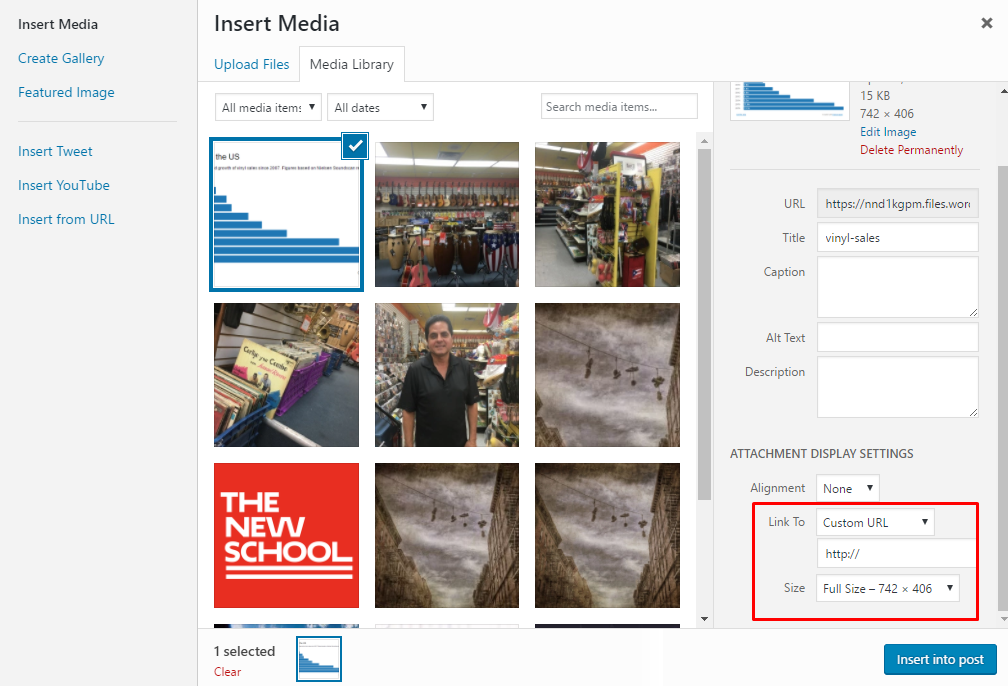 Insert Media
Create Gallery
Featured Image
Insert Tweet
Insert YouTube
Insert from URL
Insert Media
Upload Files
Media Library
All media items
All dates
Search media items...
the US
d growth of vinyl sales since 2007. Figures based on Nielsen Soundscan
THE
NEW
SCHOOL
15 KB
742 × 406
Edit Image
Delete Permanently
URL
https://nnd1kgpm.files.wor
Title
vinyl-sales
Caption
Alt Text
Description
ATTACHMENT DISPLAY SETTINGS
Alignment
None
Link To
Custom URL
http://
Size
Full Size – 742 × 406
1 selected
Clear
Insert into post